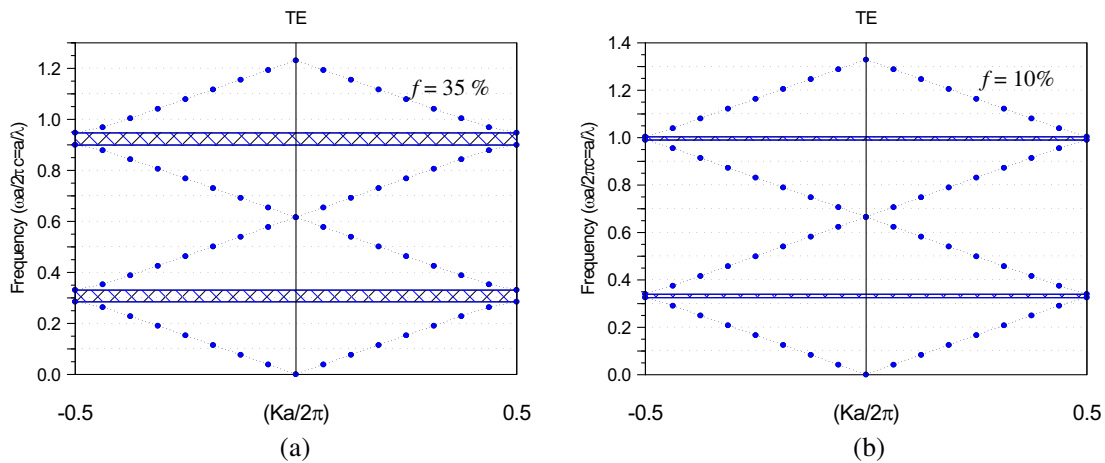 TE
f = 35 %
Frequency (ωa/2πc=a/λ)
1.2
1.0
0.8
0.6
0.4
0.2
0.0
-0.5
(Ka/2π)
0.5
(a)
TE
f = 10%
Frequency (ωa/2πc=a/λ)
1.4
1.2
1.0
0.8
0.6
0.4
0.2
0.0
-0.5
(Ka/2π)
0.5
(b)